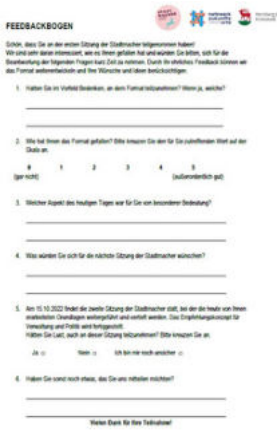 FEEDBACKBOGEN
Schön, dass Sie an der ersten Sitzung der Stadtmacher teilgenommen haben!
Wir sind sehr daran interessiert, wie es Ihnen gefallen hat und würden Sie bitten, sich für die
Beantwortung der folgenden Fragen kurz Zeit zu nehmen. Durch Ihr ehrliches Feedback können wir
das Format weiterentwickeln und Ihre Wünsche und Ideen berücksichtigen.
1. Hatten Sie im Vorfeld Bedenken, an dem Format teilzunehmen? Wenn ja, welche?
2. Wie hat Ihnen das Format gefallen? Bitte kreuzen Sie den für Sie zutreffenden Wert auf der
Skala an.
0 1 2 3 4 5
(gar nicht) (außerordentlich gut)
3. Welcher Aspekt des heutigen Tages war für Sie von besonderer Bedeutung?
4. Was würden Sie sich für die nächste Sitzung der Stadtmacher wünschen?
5. Am 15.10.2022 findet die zweite Sitzung der Stadtmacher statt, bei der die heute von Ihnen
erarbeiteten Grundlagen weitergeführt und vertieft werden. Das Empfehlungskonzept für
Verwaltung und Politik wird fertiggestellt.
Hätten Sie Lust, auch an dieser Sitzung teilzunehmen? Bitte kreuzen Sie an.
Ja □ Nein □ Ich bin mir noch unsicher □
6. Haben Sie sonst noch etwas, das Sie uns mitteilen möchten?
Vielen Dank für Ihre Teilnahme!